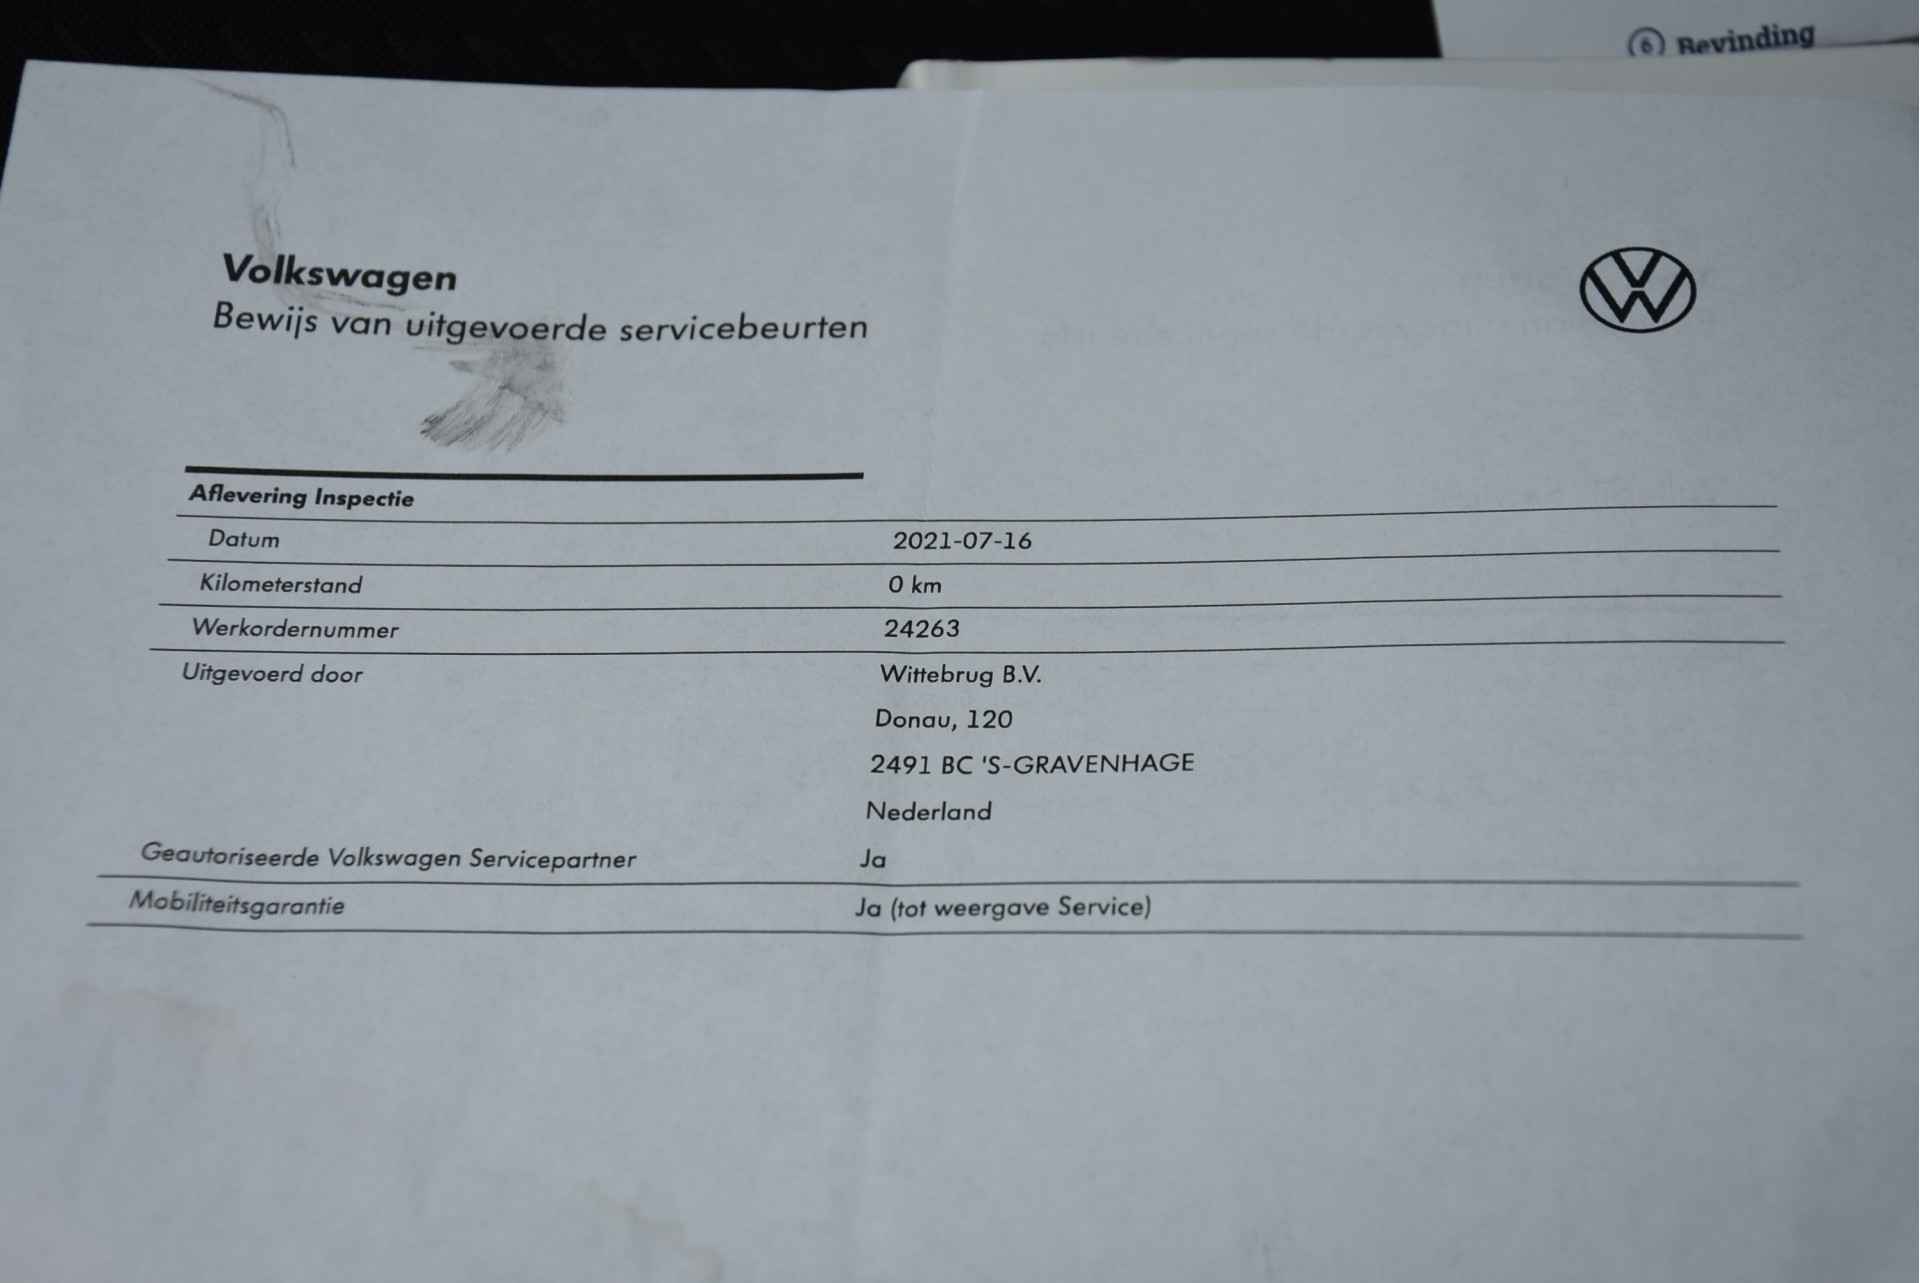 6 Bevinding
Volkswagen
Bewijs van uitgevoerde servicebeurten
Aflevering Inspectie
Datum 2021-07-16
Kilometerstand 0 km
Werkordernummer 24263
Uitgevoerd door Wittebrug B.V.
Donau, 120
2491 BC 'S-GRAVENHAGE
Nederland
Geautoriseerde Volkswagen Servicepartner Ja
Mobiliteitsgarantie Ja (tot weergave Service)